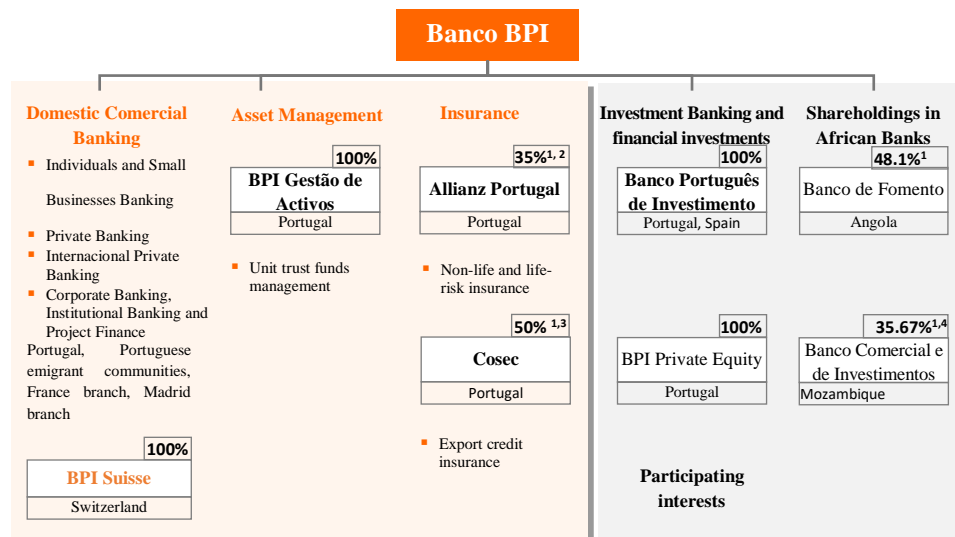 Banco BPI
Domestic Comercial
Banking
▪ Individuals and Small
Businesses Banking
▪ Private Banking
▪ Internacional Private
Banking
▪ Corporate Banking,
Institutional Banking and
Project Finance
Portugal, Portuguese
emigrant communities,
France branch, Madrid
branch
100%
BPI Suisse
Switzerland
Asset Management
100%
BPI Gestão de
Activos
Portugal
▪ Unit trust funds
management
Insurance
35%1, 2
Allianz Portugal
Portugal
▪ Non-life and life-
risk insurance
50% 1,3
Cosec
Portugal
▪ Export credit
insurance
Investment Banking and
financial investments
100%
Banco Português
de Investimento
Portugal, Spain
100%
BPI Private Equity
Portugal
Participating
interests
Shareholdings in
African Banks
48.1%1
Banco de Fomento
Angola
35.67%1,4
Banco Comercial e
de Investimentos
Mozambique